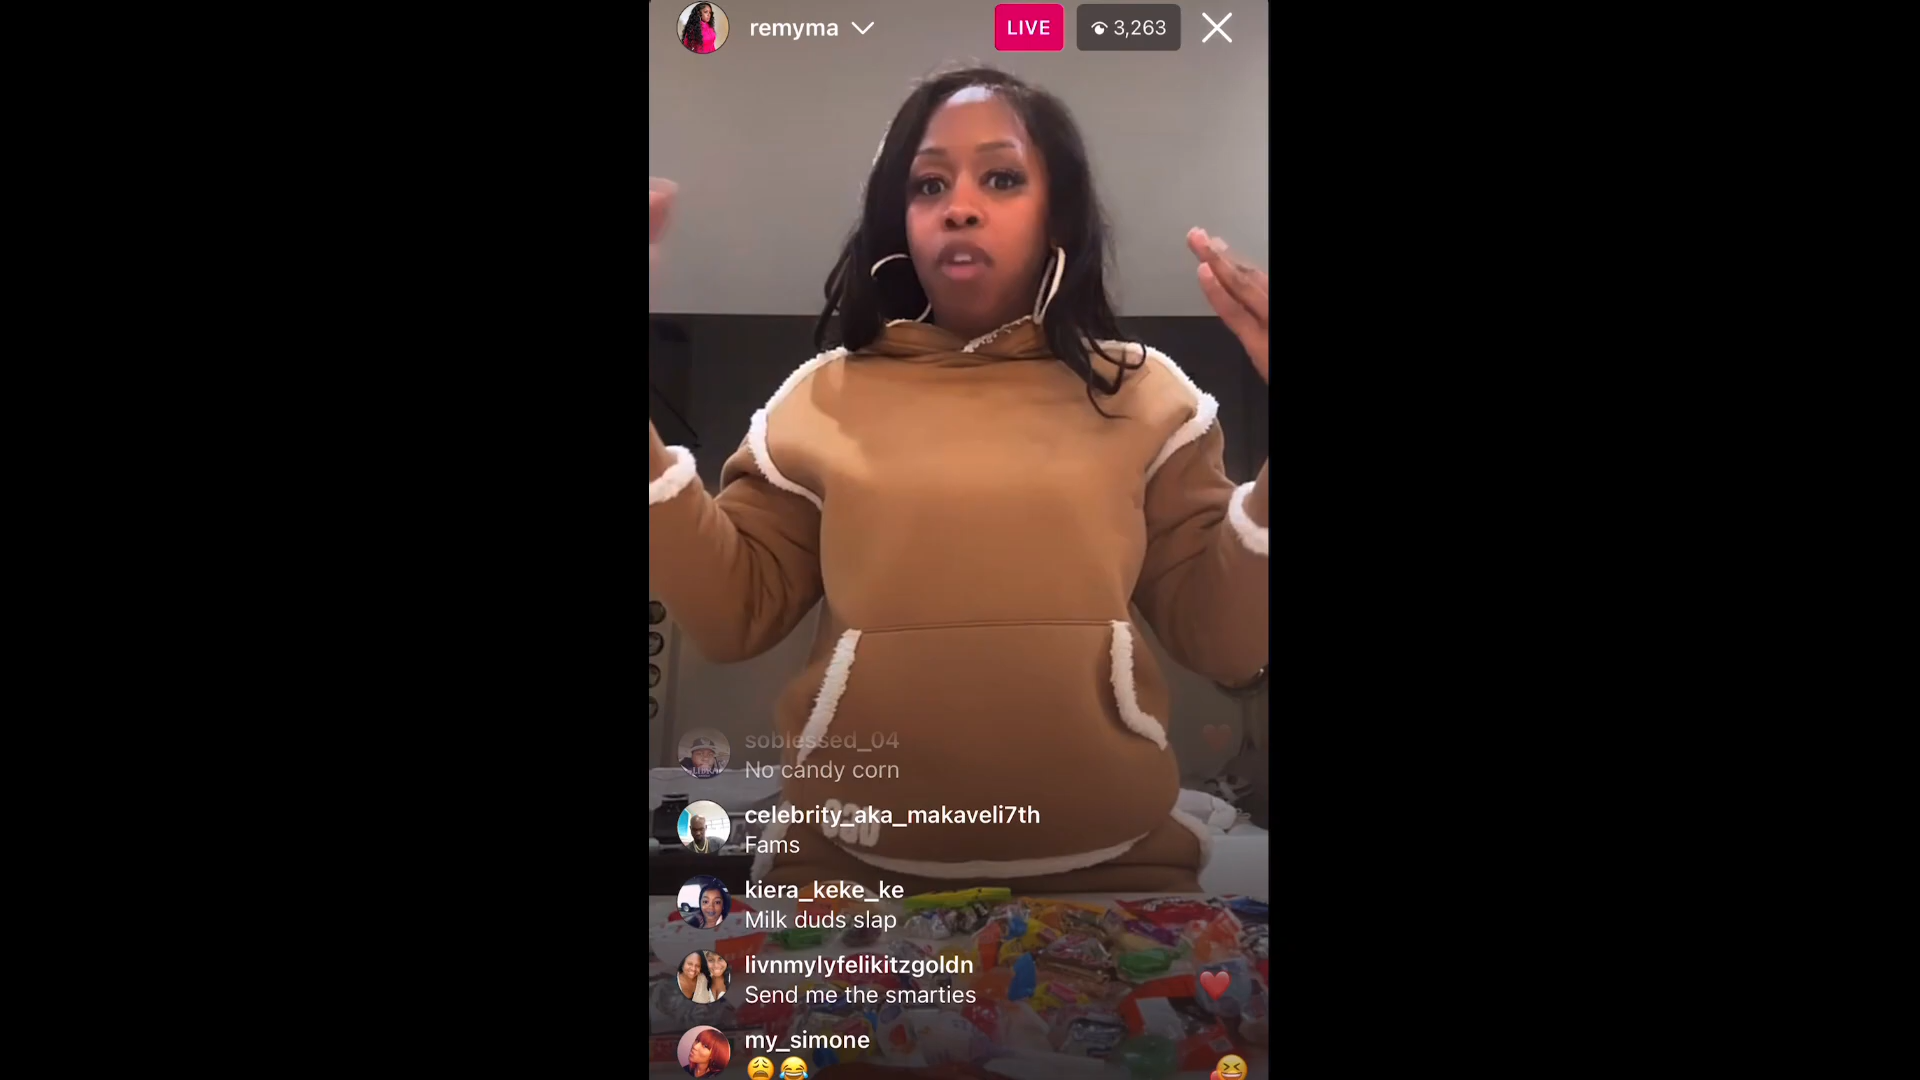 remyma
LIVE
3,263
soblessed_04
No candy corn
celebrity_aka_makaveli7th
Fams
kiera_keke_ke
Milk duds slap
livnmylyfelikitzgoldn
Send me the smarties
my_simone
😩😂